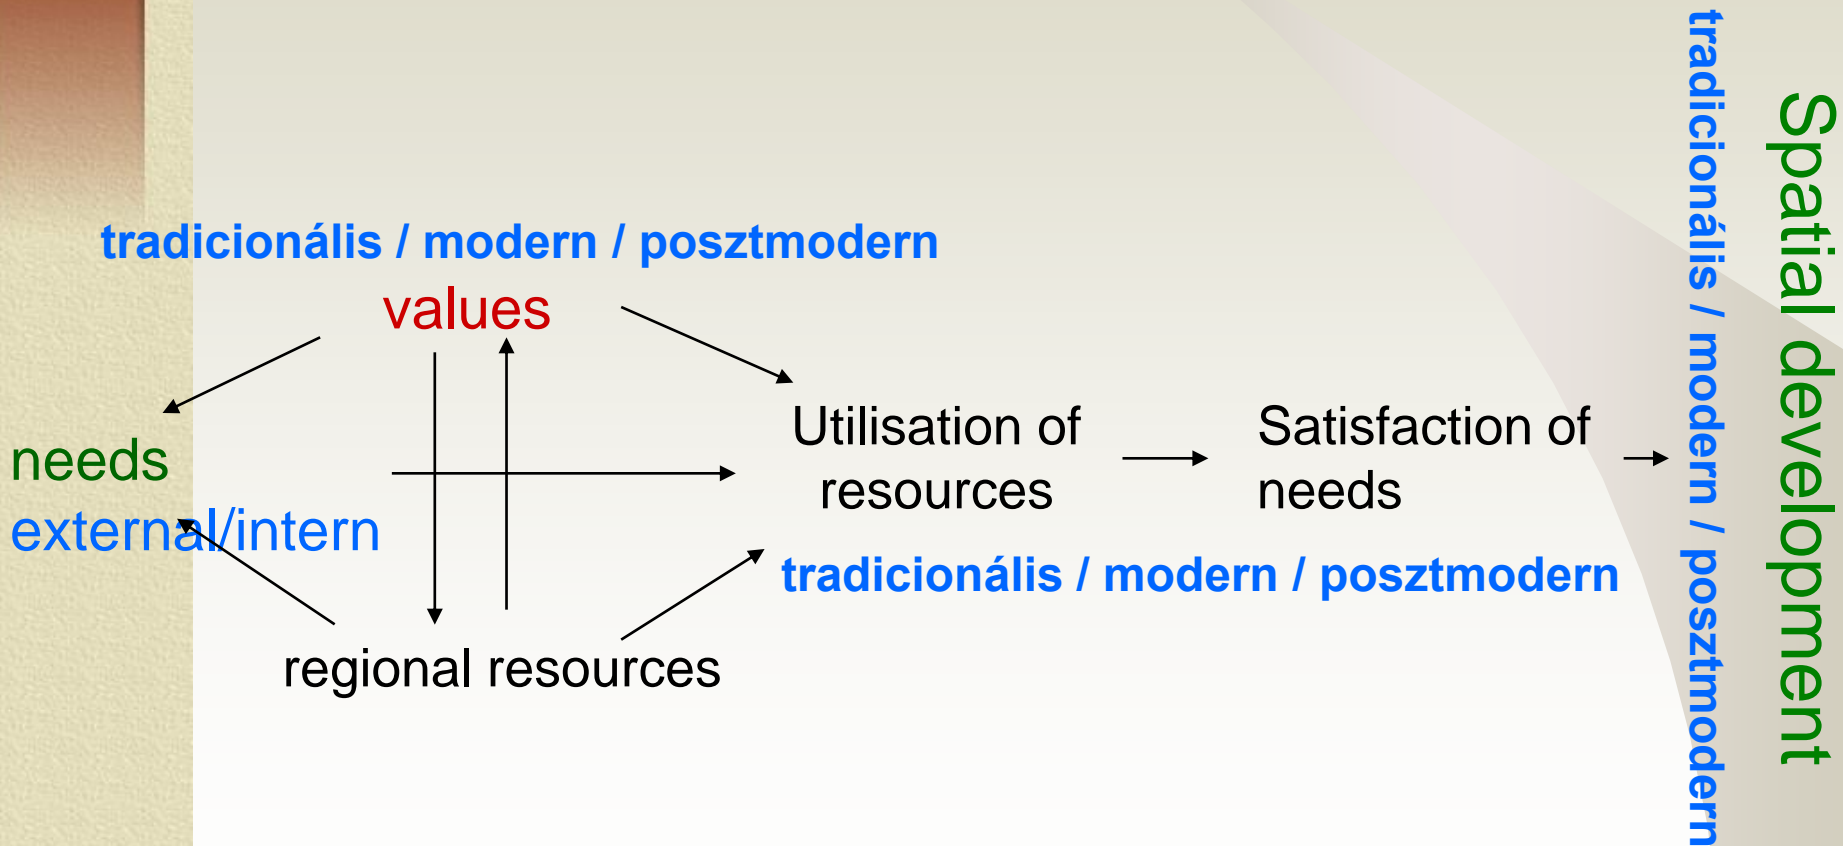 tradicionális / modern / posztmodern
values
needs
external/intern
Utilisation of
resources
Satisfaction of
needs
tradicionális / modern / posztmodern
regional resources
tradicionális / modern / posztmodern
Spatial development